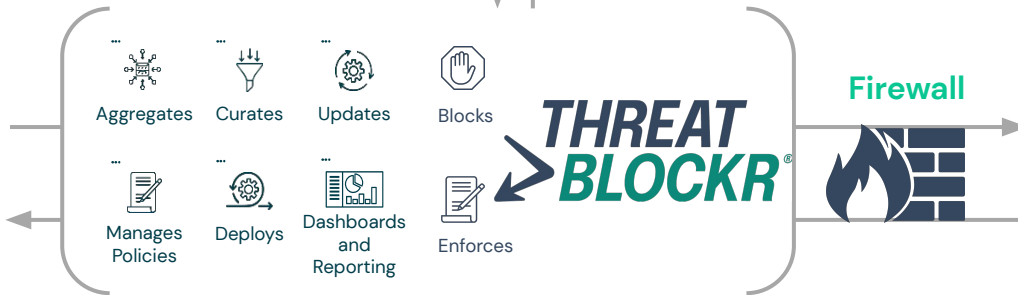 ...
...
...
Aggregates
Curates
Updates
Blocks
Firewall
THREAT
BLOCKR®
...
...
...
Manages
Policies
Deploys
Dashboards
and
Reporting
Enforces